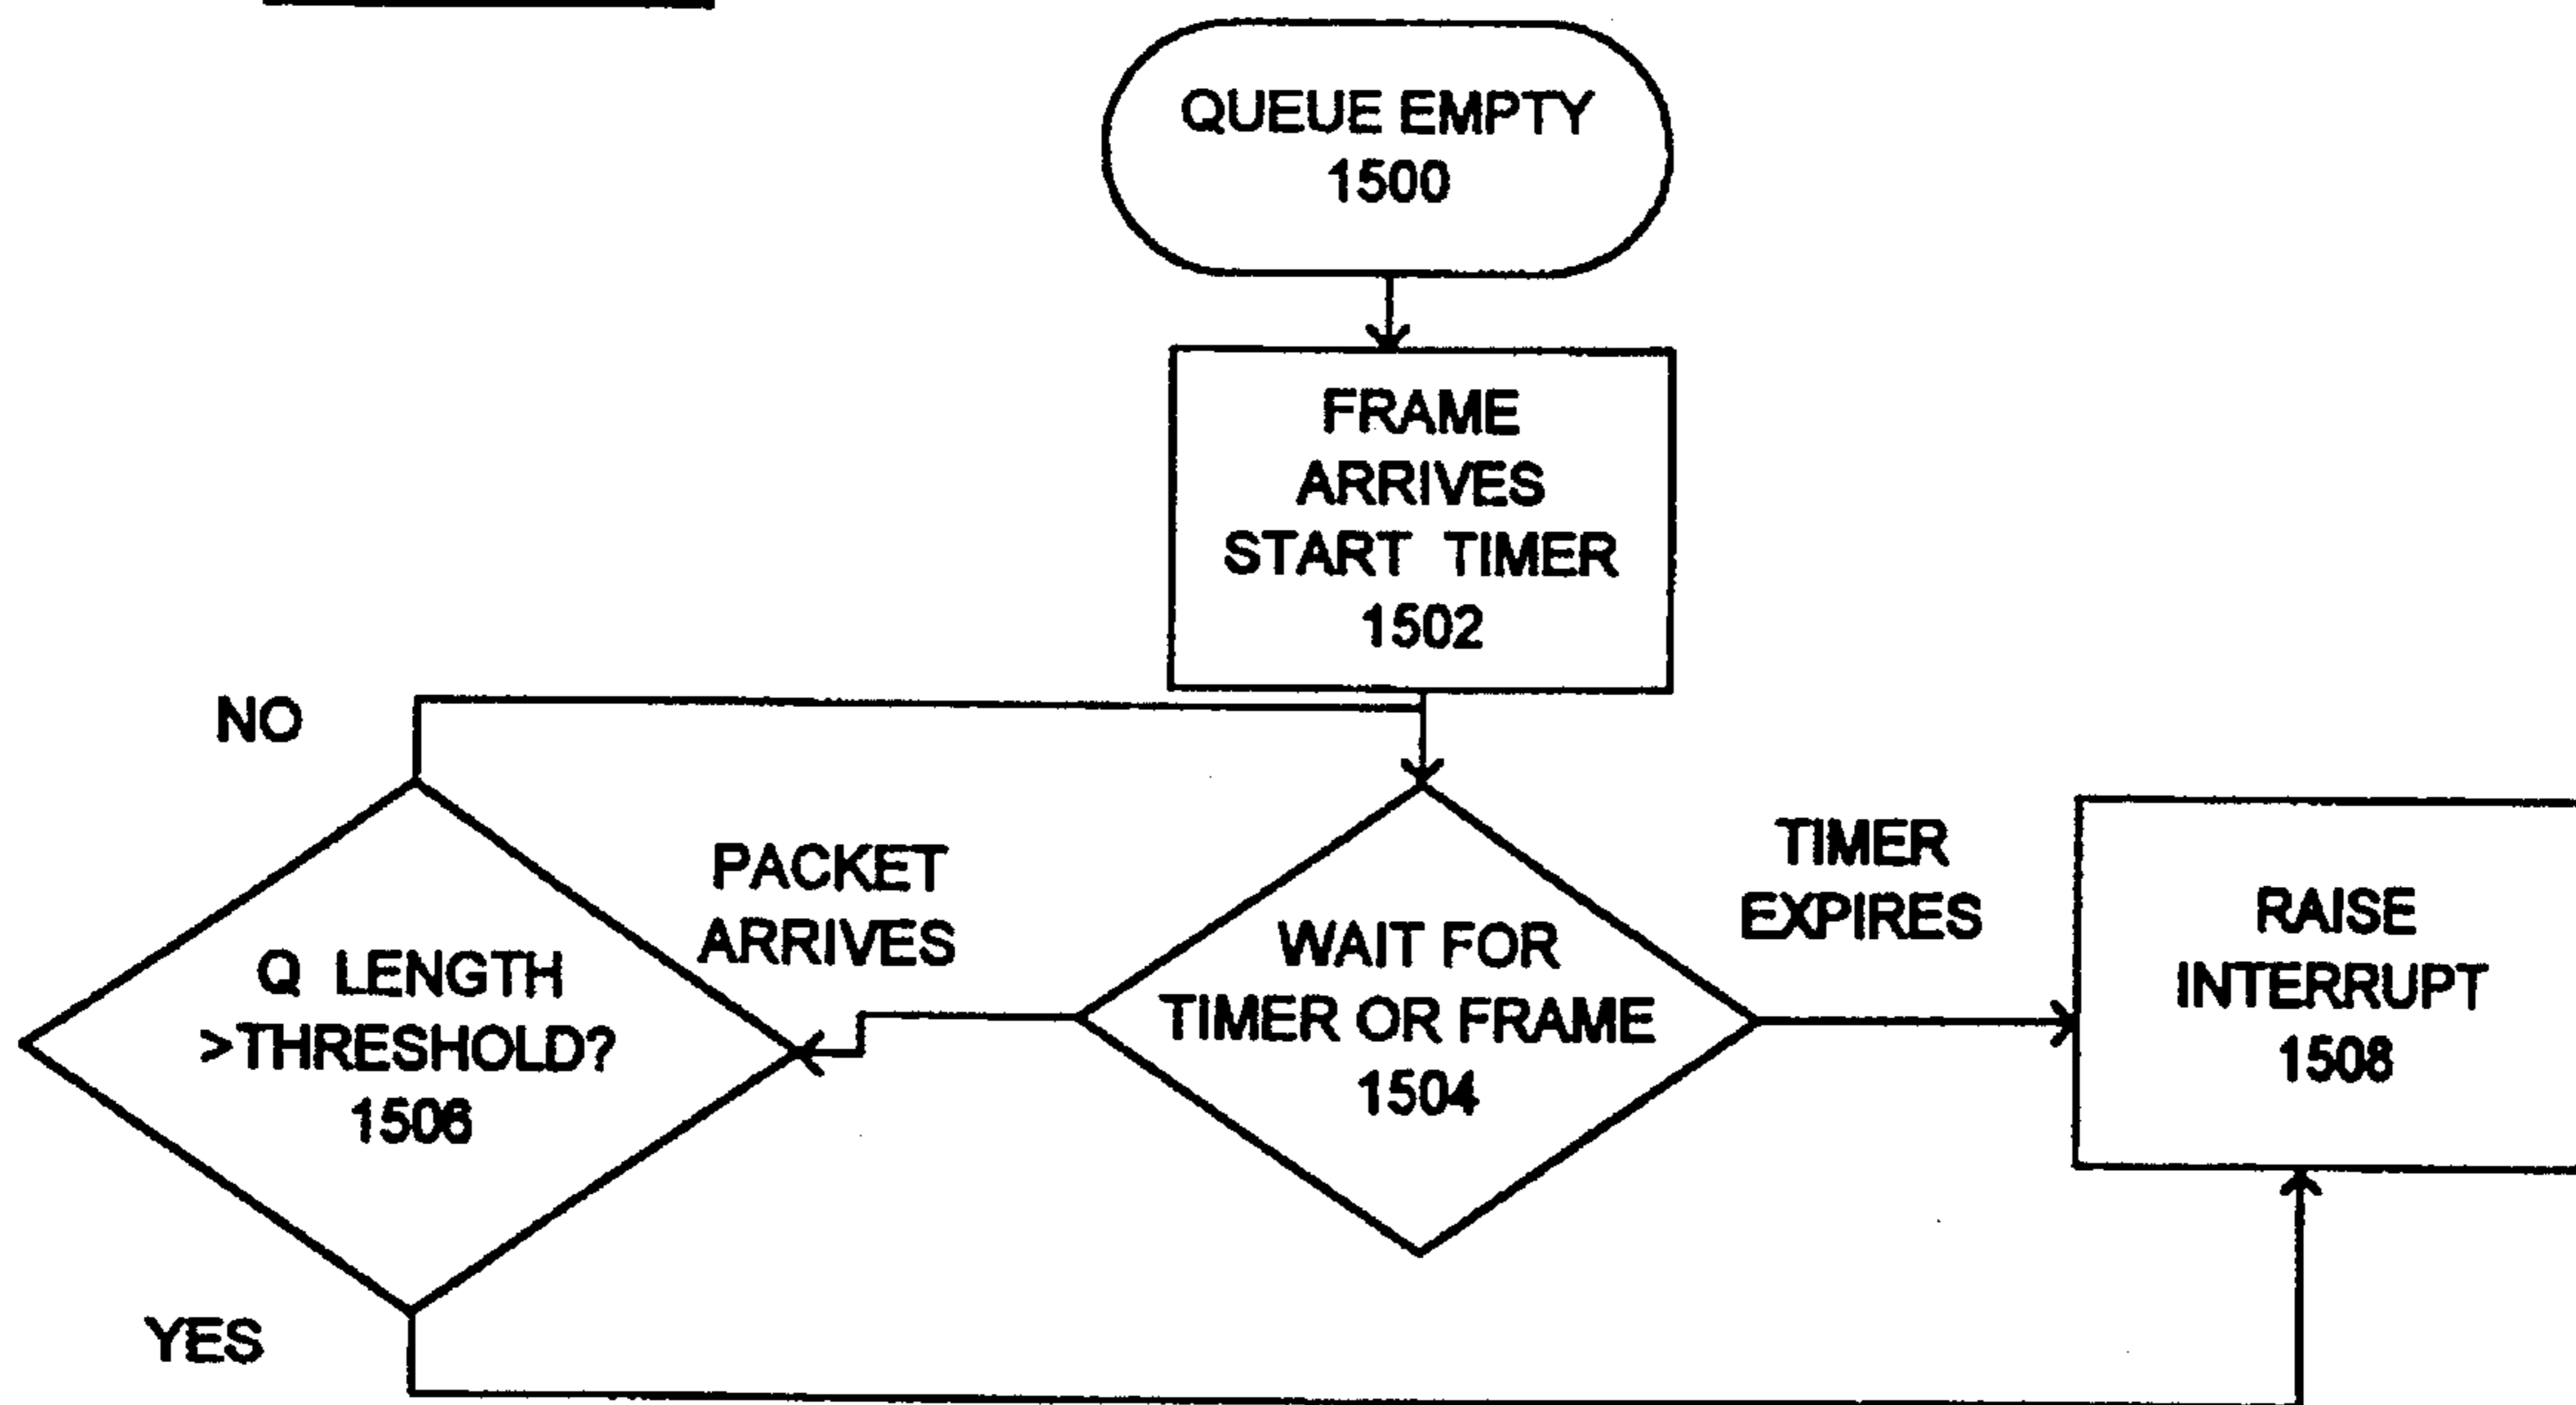 QUEUE EMPTY
1500
FRAME
ARRIVES
START TIMER
1502
NO
PACKET
ARRIVES
TIMER
EXPIRES
Q LENGTH
>THRESHOLD?
1506
WAIT FOR
TIMER OR FRAME
1504
RAISE
INTERRUPT
1508
YES